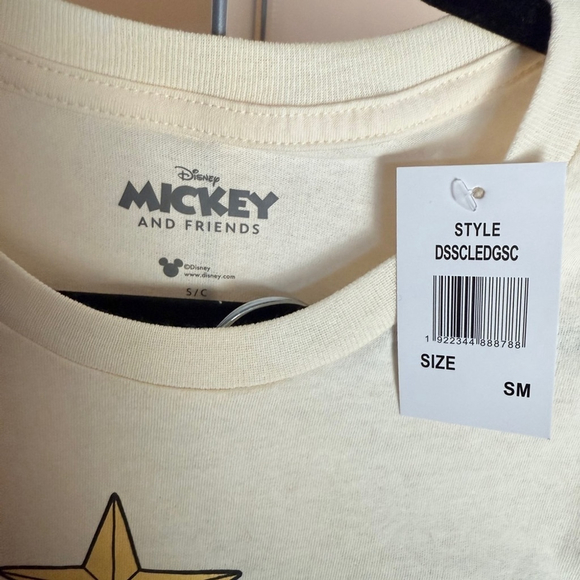 Disney
MICKEY
AND FRIENDS
©Disney
www.disney.com
S/C
STYLE
DSSCLEDGSC
1 922344 888788
SIZE
SM